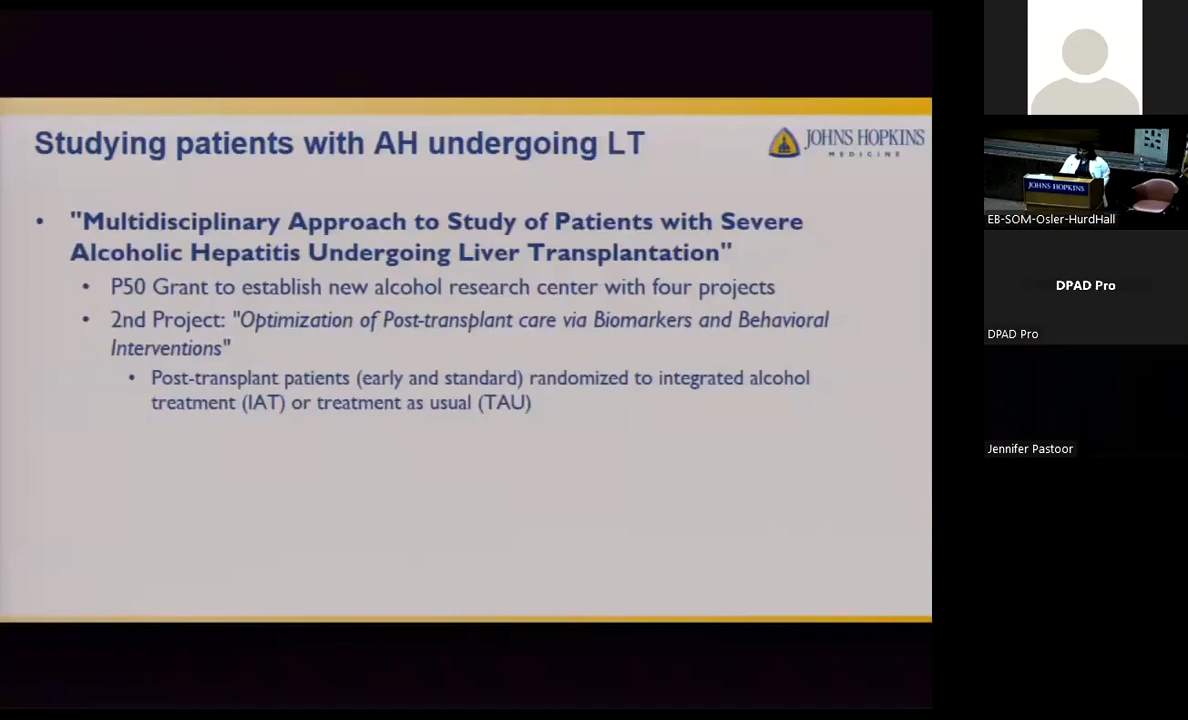 Studying patients with AH undergoing LT
JOHNS HOPKINS
MEDICINE
• "Multidisciplinary Approach to Study of Patients with Severe
Alcoholic Hepatitis Undergoing Liver Transplantation"
• P50 Grant to establish new alcohol research center with four projects
• 2nd Project: "Optimization of Post-transplant care via Biomarkers and Behavioral
Interventions"
• Post-transplant patients (early and standard) randomized to integrated alcohol
treatment (IAT) or treatment as usual (TAU)
JOHNS HOPKINS
EB-SOM-Osler-HurdHall
DPAD Pro
DPAD Pro
Jennifer Pastoor